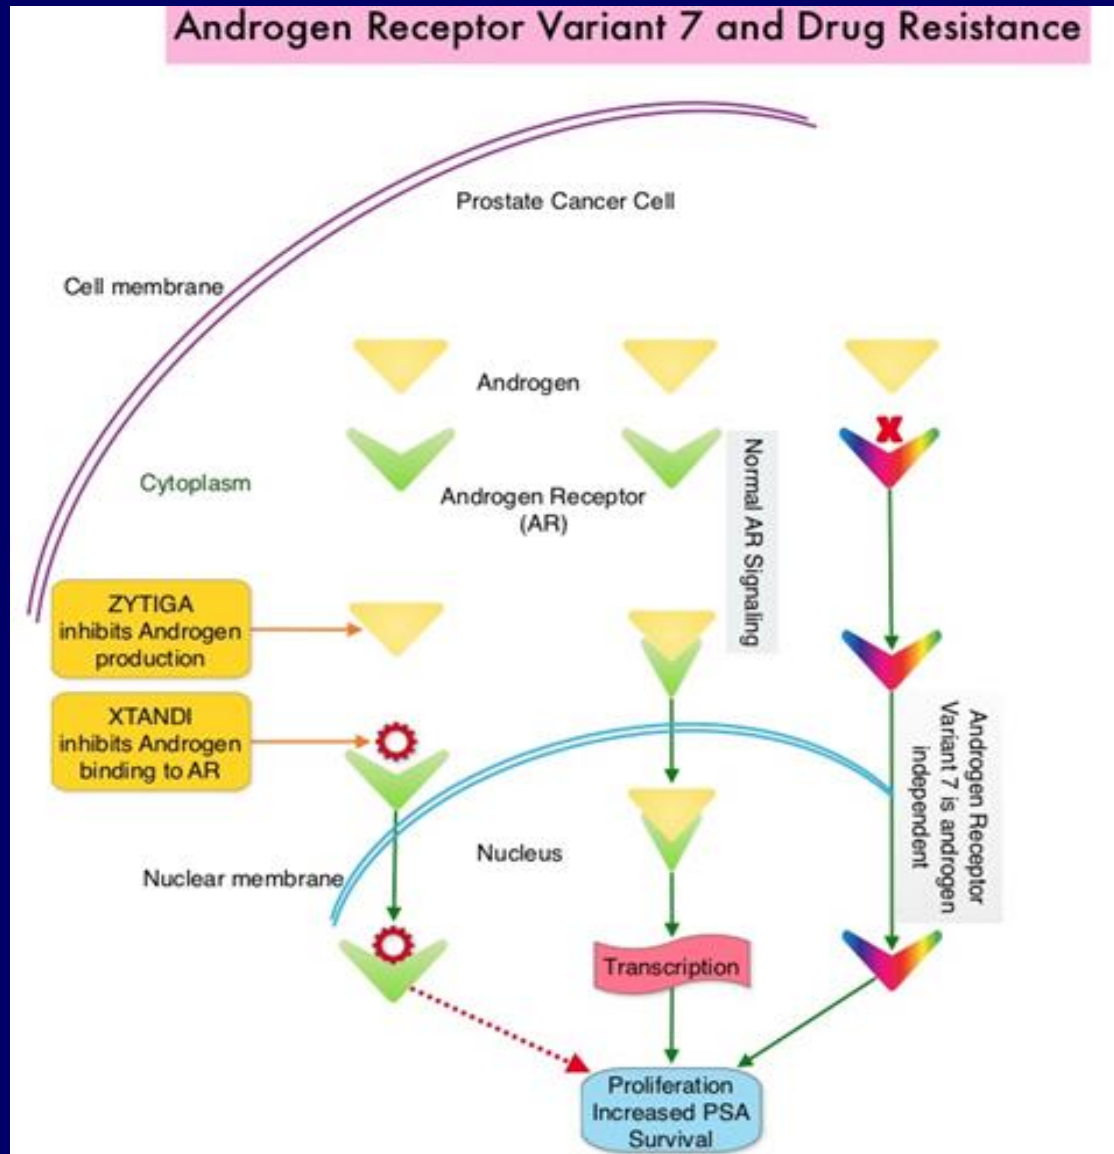 Androgen Receptor Variant 7 and Drug Resistance
Prostate Cancer Cell
Cell membrane
Androgen
Cytoplasm
Androgen Receptor
(AR)
Normal AR Signaling
ZYTIGA
inhibits Androgen
production
XTANDI
inhibits Androgen
binding to AR
Androgen Receptor
Variant 7 is androgen
independent
Nucleus
Nuclear membrane
Transcription
Proliferation
Increased PSA
Survival